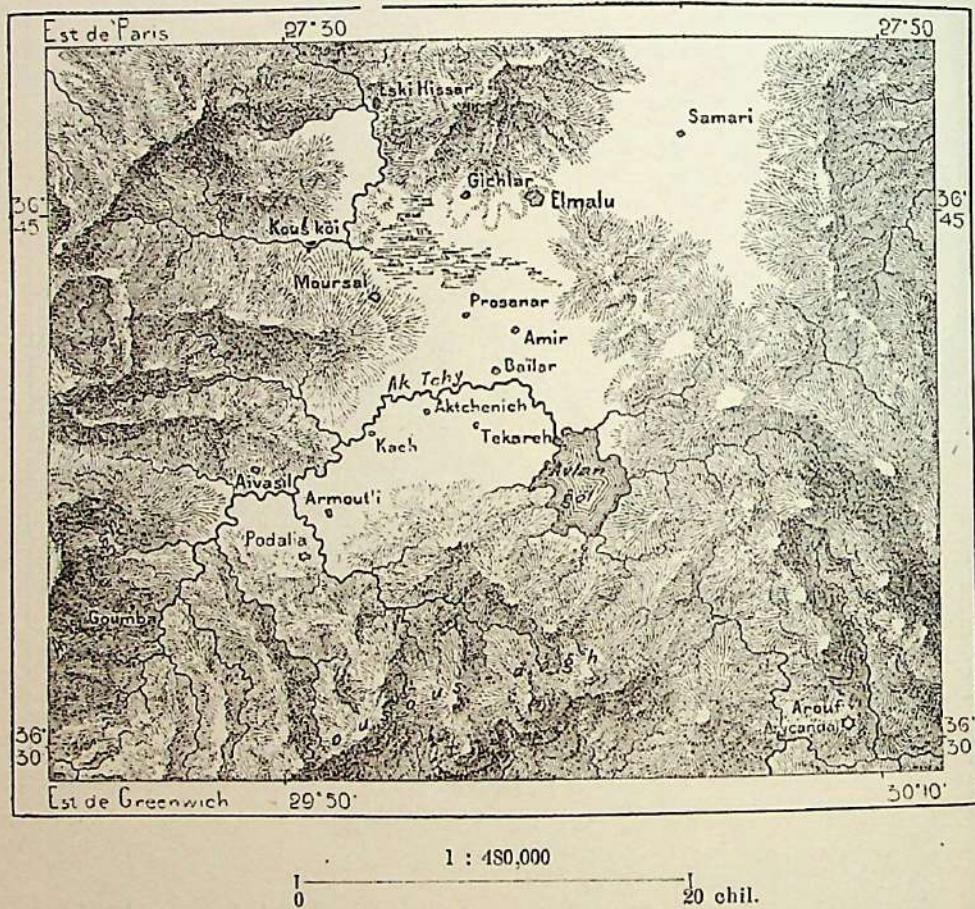 Est de Paris 27°30 27°50
Eski Hissar
Samari
Gichlar
Elmalu
36° 45
36° 45
Kous köi
Moursal
Prosanar
Amir
Baïlar
Ak Tchy
Aktchenich
Tekareh
Kach
Avlan
Göl
Aivasil
Armout'i
Podalia
Goumba
S o u s o u z d a g h
Arouf
36° 30
36° 30
Est de Greenwich 29°50' 30°10'
1 : 480,000
0 20 chil.